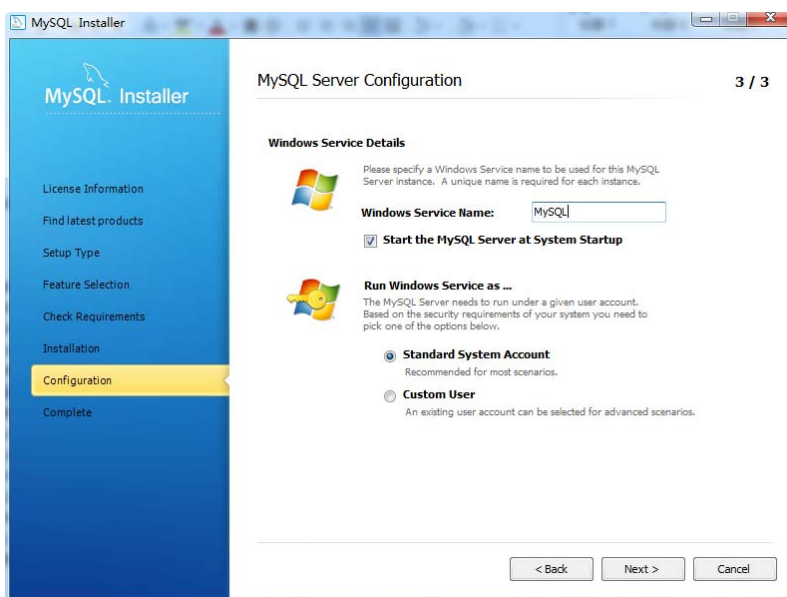 MySQL Installer
MySQL. Installer
License Information
Find latest products
Setup Type
Feature Selection
Check Requirements
Installation
Configuration
Complete
MySQL Server Configuration
3 / 3
Windows Service Details
Please specify a Windows Service name to be used for this MySQL
Server instance. A unique name is required for each instance.
Windows Service Name: MySQL
Start the MySQL Server at System Startup
Run Windows Service as ...
The MySQL Server needs to run under a given user account.
Based on the security requirements of your system you need to
pick one of the options below.
Standard System Account
Recommended for most scenarios.
Custom User
An existing user account can be selected for advanced scenarios.
< Back
Next >
Cancel